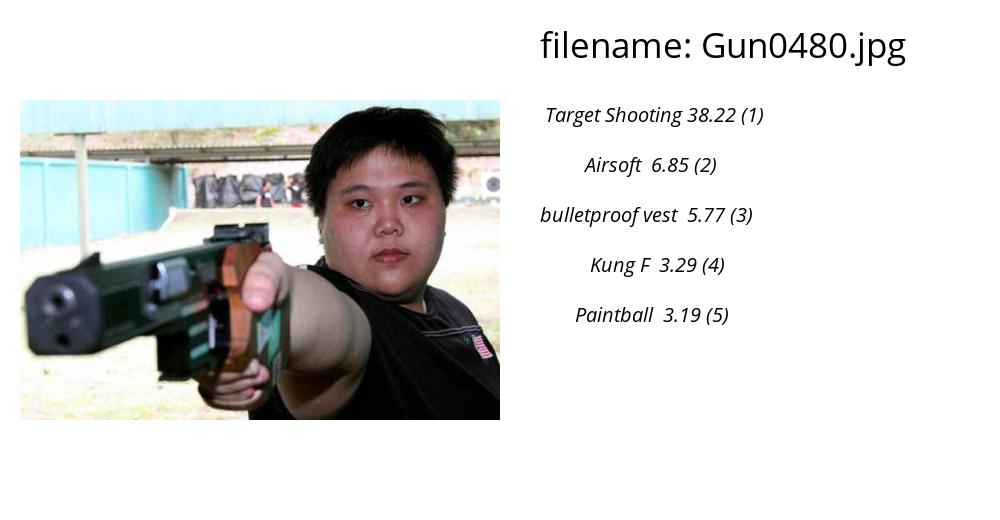 filename: Gun0480.jpg
Target Shooting 38.22 (1)
Airsoft 6.85 (2)
bulletproof vest 5.77 (3)
Kung F 3.29 (4)
Paintball 3.19 (5)